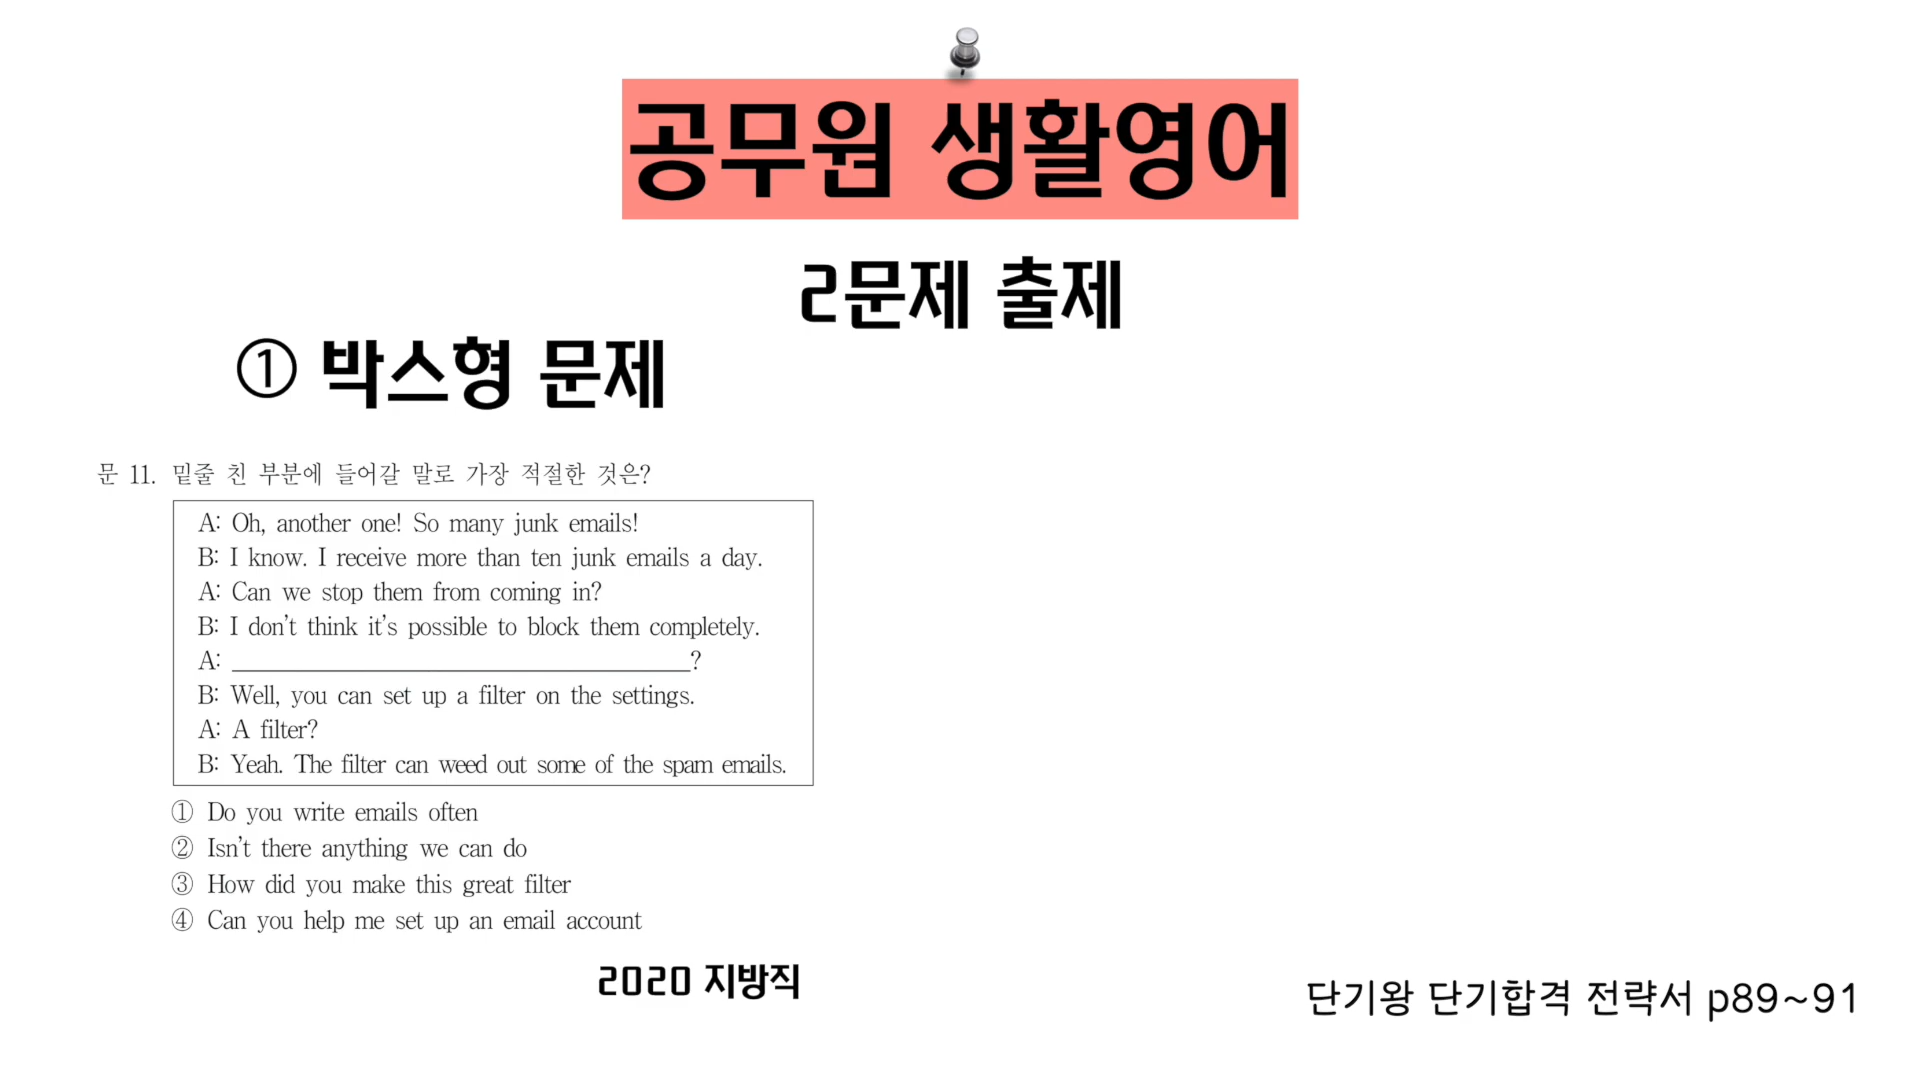 공무원 생활영어
2문제 출제
① 박스형 문제
문 11. 밑줄 친 부분에 들어갈 말로 가장 적절한 것은?
A: Oh, another one! So many junk emails!
B: I know. I receive more than ten junk emails a day.
A: Can we stop them from coming in?
B: I don't think it's possible to block them completely.
A: ______________________________?
B: Well, you can set up a filter on the settings.
A: A filter?
B: Yeah. The filter can weed out some of the spam emails.
① Do you write emails often
② Isn't there anything we can do
③ How did you make this great filter
④ Can you help me set up an email account
2020 지방직
단기왕 단기합격 전략서 p89~91